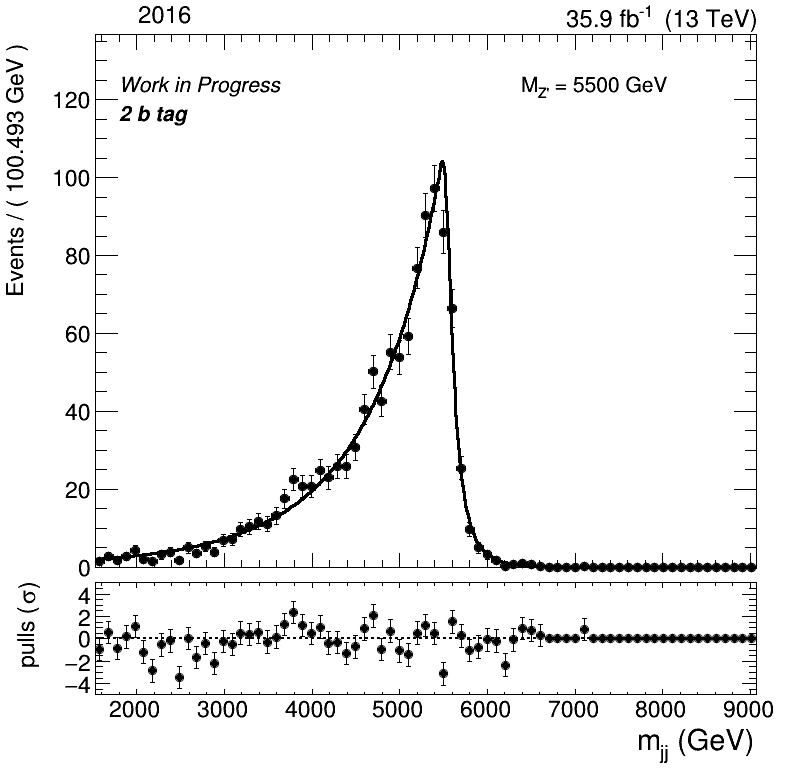 2016
35.9 fb⁻¹ (13 TeV)
Events / ( 100.493 GeV )
Work in Progress
2 b tag
M_Z' = 5500 GeV
120
100
80
60
40
20
0
pulls (σ)
4
2
0
−2
−4
2000 3000 4000 5000 6000 7000 8000 9000
m_jj (GeV)